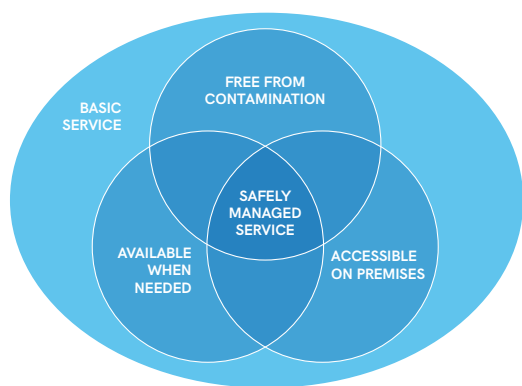 FREE FROM
CONTAMINATION
BASIC
SERVICE
SAFELY
MANAGED
SERVICE
AVAILABLE
WHEN
NEEDED
ACCESSIBLE
ON PREMISES